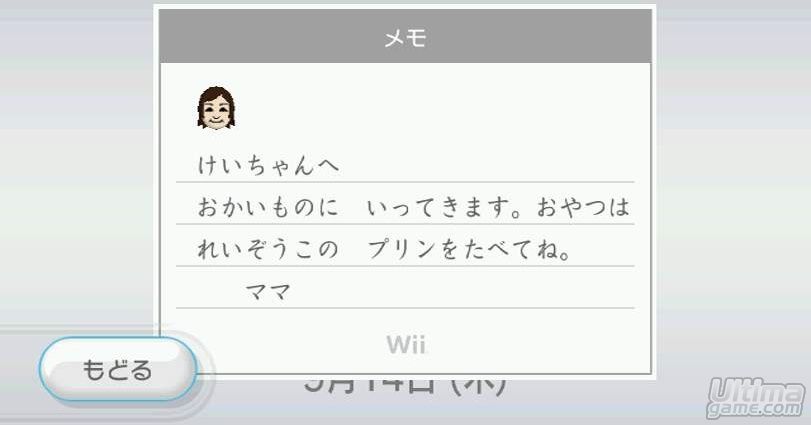 メモ
けいちゃんへ
おかいものに　いってきます。おやつは
れいぞうこの　プリンをたべてね。
ママ
Wii
もどる
月14日 (木)
Ultima
game.com